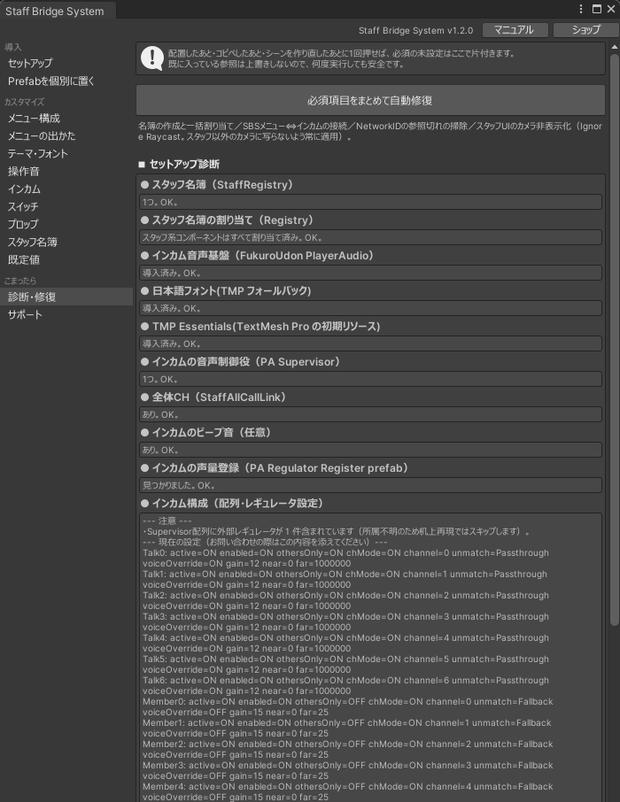 Staff Bridge System
Staff Bridge System v1.2.0
マニュアル
ショップ
導入
セットアップ
Prefabを個別に置く
カスタマイズ
メニュー構成
メニューの出かた
テーマ・フォント
操作音
インカム
スイッチ
プロップ
スタッフ名簿
既定値
こまったら
診断・修復
サポート
配置したあと・コピペしたあと・シーンを作り直したあとに1回押せば、必須の未設定はここで片付きます。
既に入っている参照は上書きしないので、何度実行しても安全です。
必須項目をまとめて自動修復
名簿の作成と一括割り当て／SBSメニュー⇔インカムの接続／NetworkIDの参照切れの掃除／スタッフUIのカメラ非表示化（Ignor
e Raycast。スタッフ以外のカメラに写らないよう常に適用）。
■ セットアップ診断
● スタッフ名簿（StaffRegistry）
1つ。OK。
● スタッフ名簿の割り当て（Registry）
スタッフ系コンポーネントはすべて割り当て済み。OK。
● インカム音声基盤（FukuroUdon PlayerAudio）
導入済み。OK。
● 日本語フォント(TMP フォールバック)
導入済み。OK。
● TMP Essentials(TextMesh Pro の初期リソース)
導入済み。OK。
● インカムの音声制御役（PA Supervisor）
1つ。OK。
● 全体CH（StaffAllCallLink）
あり。OK。
● インカムのビープ音（任意）
あり。OK。
● インカムの声量登録（PA Regulator Register prefab）
見つかりました。OK。
● インカム構成（配列・レギュレータ設定）
--- 注意 ---
・Supervisor配列に外部レギュレータが 1 件含まれています（所属不明のため机上再現ではスキップします）。
--- 現在の設定（お問い合わせの際はこの内容を添えてください）---
Talk0: active=ON enabled=ON othersOnly=ON chMode=ON channel=0 unmatch=Passthrough
voiceOverride=ON gain=12 near=0 far=1000000
Talk1: active=ON enabled=ON othersOnly=ON chMode=ON channel=1 unmatch=Passthrough
voiceOverride=ON gain=12 near=0 far=1000000
Talk2: active=ON enabled=ON othersOnly=ON chMode=ON channel=2 unmatch=Passthrough
voiceOverride=ON gain=12 near=0 far=1000000
Talk3: active=ON enabled=ON othersOnly=ON chMode=ON channel=3 unmatch=Passthrough
voiceOverride=ON gain=12 near=0 far=1000000
Talk4: active=ON enabled=ON othersOnly=ON chMode=ON channel=4 unmatch=Passthrough
voiceOverride=ON gain=12 near=0 far=1000000
Talk5: active=ON enabled=ON othersOnly=ON chMode=ON channel=5 unmatch=Passthrough
voiceOverride=ON gain=12 near=0 far=1000000
Talk6: active=ON enabled=ON othersOnly=ON chMode=ON channel=6 unmatch=Passthrough
voiceOverride=ON gain=12 near=0 far=1000000
Member0: active=ON enabled=ON othersOnly=OFF chMode=ON channel=0 unmatch=Fallback
voiceOverride=OFF gain=15 near=0 far=25
Member1: active=ON enabled=ON othersOnly=OFF chMode=ON channel=1 unmatch=Fallback
voiceOverride=OFF gain=15 near=0 far=25
Member2: active=ON enabled=ON othersOnly=OFF chMode=ON channel=2 unmatch=Fallback
voiceOverride=OFF gain=15 near=0 far=25
Member3: active=ON enabled=ON othersOnly=OFF chMode=ON channel=3 unmatch=Fallback
voiceOverride=OFF gain=15 near=0 far=25
Member4: active=ON enabled=ON othersOnly=OFF chMode=ON channel=4 unmatch=Fallback
voiceOverride=OFF gain=15 near=0 far=25